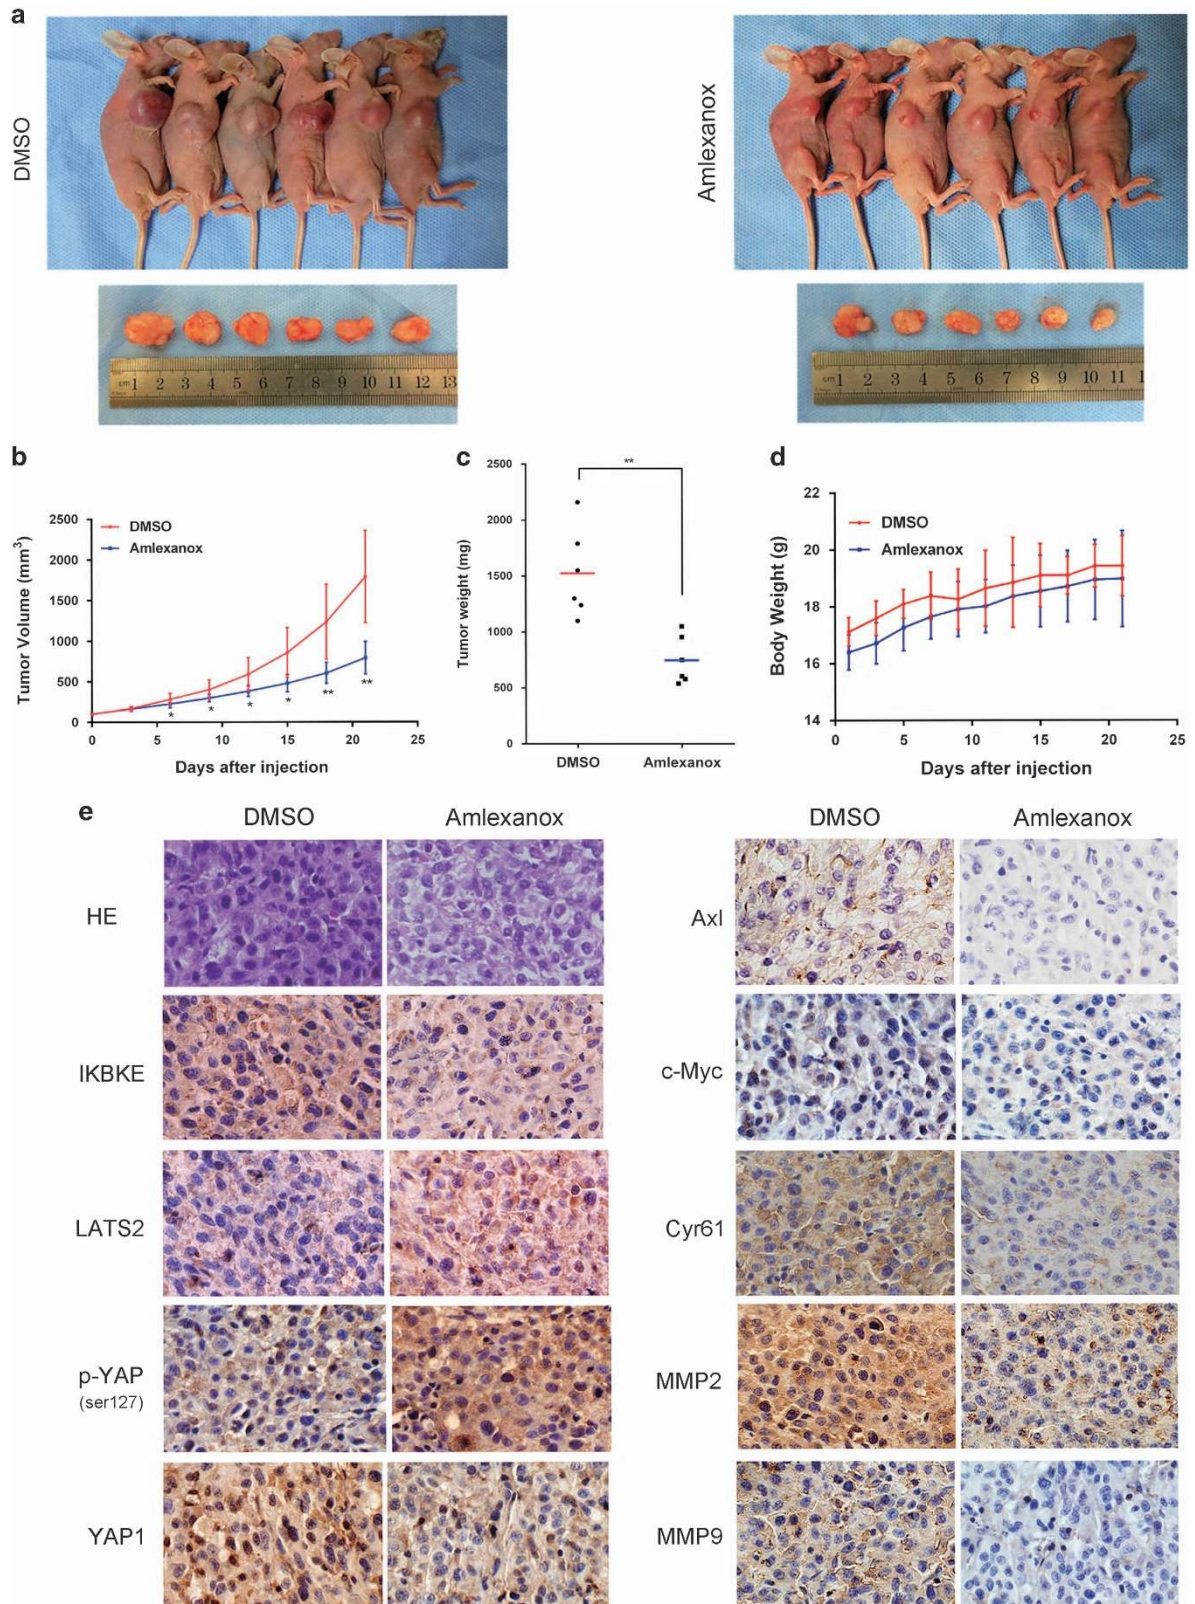 a
DMSO
Amlexanox
cm 1 2 3 4 5 6 7 8 9 10 11 12 13
cm 1 2 3 4 5 6 7 8 9 10 11 1
b
Tumor Volume (mm³)
2500
2000
1500
1000
500
0
DMSO
Amlexanox
* * * * ** **
0 5 10 15 20 25
Days after injection
c
Tumor weight (mg)
2500
2000
1500
1000
500
0
**
DMSO Amlexanox
d
Body Weight (g)
22
20
18
16
14
DMSO
Amlexanox
0 5 10 15 20 25
Days after injection
e
DMSO Amlexanox
HE
IKBKE
LATS2
p-YAP
(ser127)
YAP1
DMSO Amlexanox
Axl
c-Myc
Cyr61
MMP2
MMP9